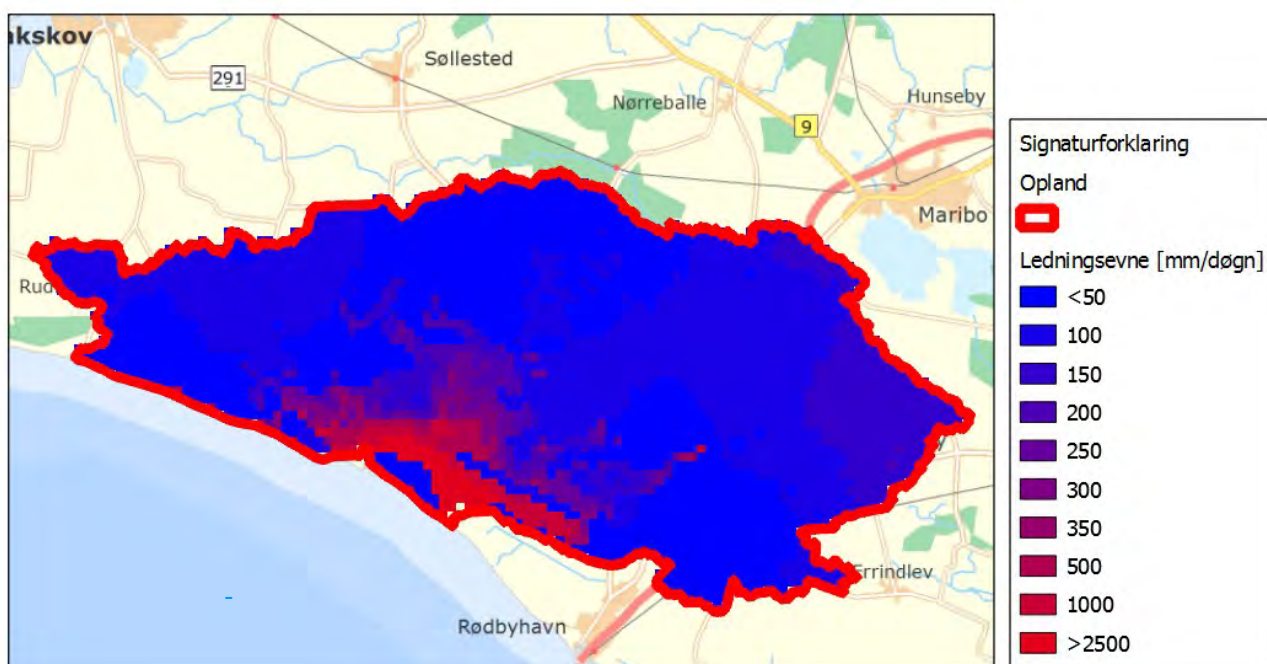 akskov
Søllested
291
Nørreballe
Hunseby
9
Maribo
Rud
Errindlev
Rødbyhavn
Signaturforklaring
Opland
Ledningsevne [mm/døgn]
<50
100
150
200
250
300
350
500
1000
>2500